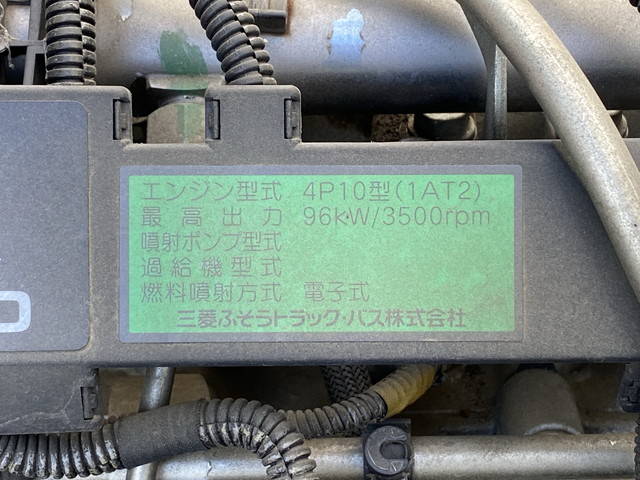 エンジン型式 4P10型(1AT2)
最高出力 96kW/3500rpm
噴射ポンプ型式
過給機型式
燃料噴射方式 電子式
三菱ふそうトラック・バス株式会社